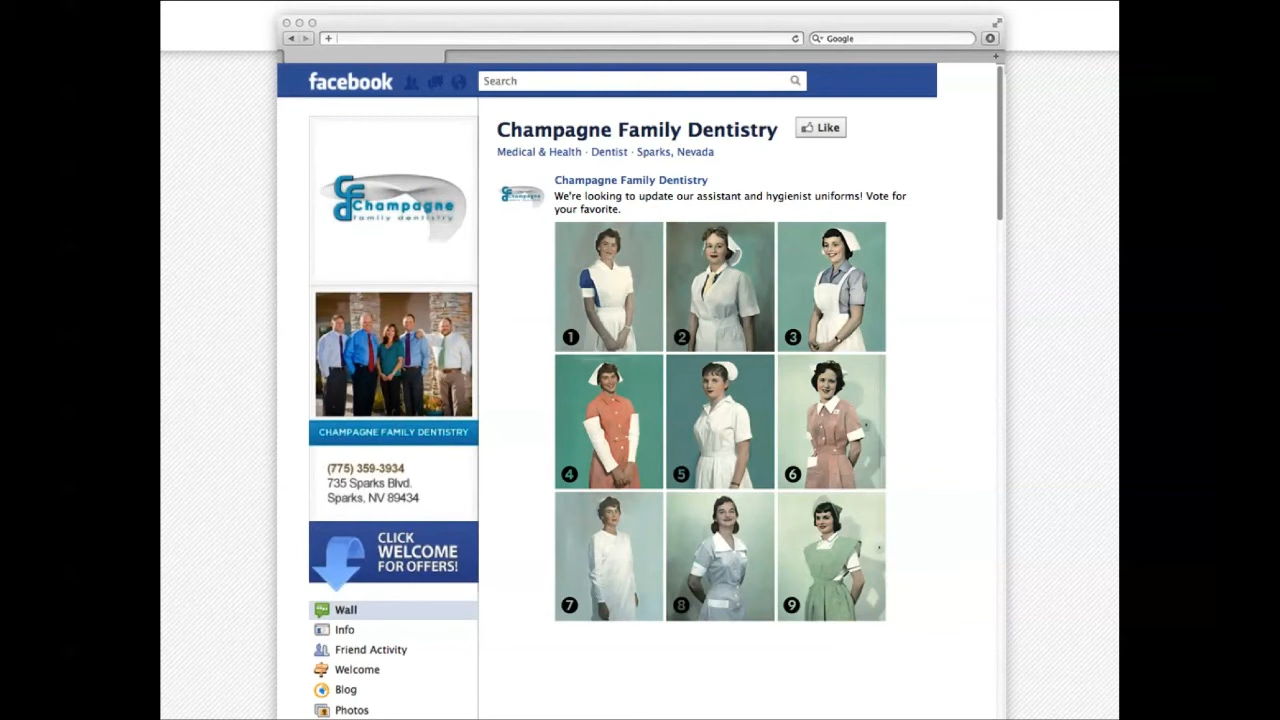 Google
facebook
Search
Champagne Family Dentistry
Like
Medical & Health · Dentist · Sparks, Nevada
Champagne
family dentistry
Champagne Family Dentistry
We're looking to update our assistant and hygienist uniforms! Vote for
your favorite.
1
2
3
4
5
6
7
8
9
CHAMPAGNE FAMILY DENTISTRY
(775) 359-3934
735 Sparks Blvd.
Sparks, NV 89434
CLICK
WELCOME
FOR OFFERS!
Wall
Info
Friend Activity
Welcome
Blog
Photos